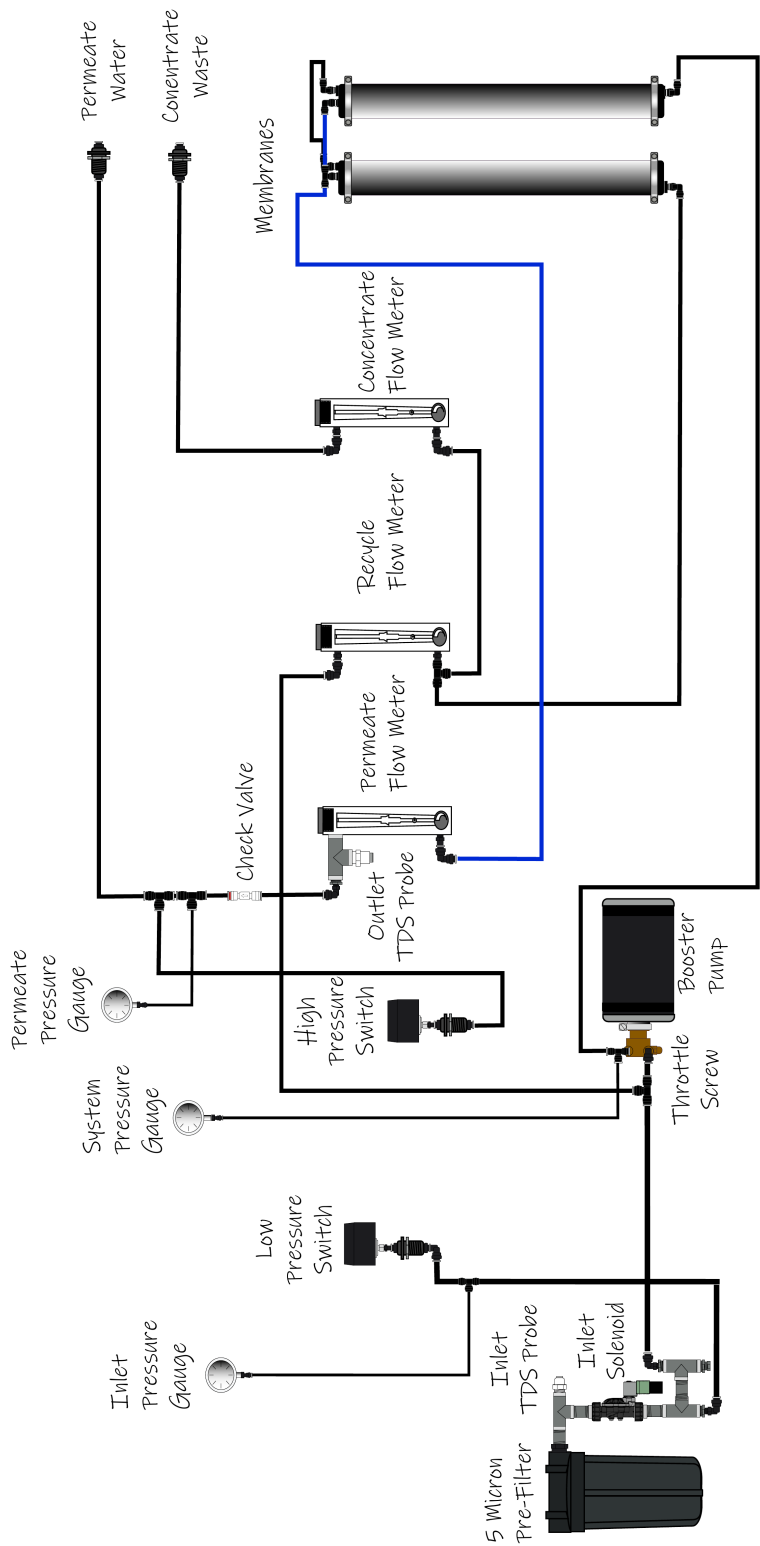 Permeate
Water
Conentrate
Waste
Membranes
Concentrate
Flow Meter
Recycle
Flow Meter
Permeate
Flow Meter
Check Valve
Outlet
TDS Probe
Permeate
Pressure
Gauge
High
Pressure
Switch
Booster
Pump
System
Pressure
Gauge
Throttle
Screw
Low
Pressure
Switch
Inlet
Pressure
Gauge
Inlet
TDS Probe
Inlet
Solenoid
5 Micron
Pre-Filter